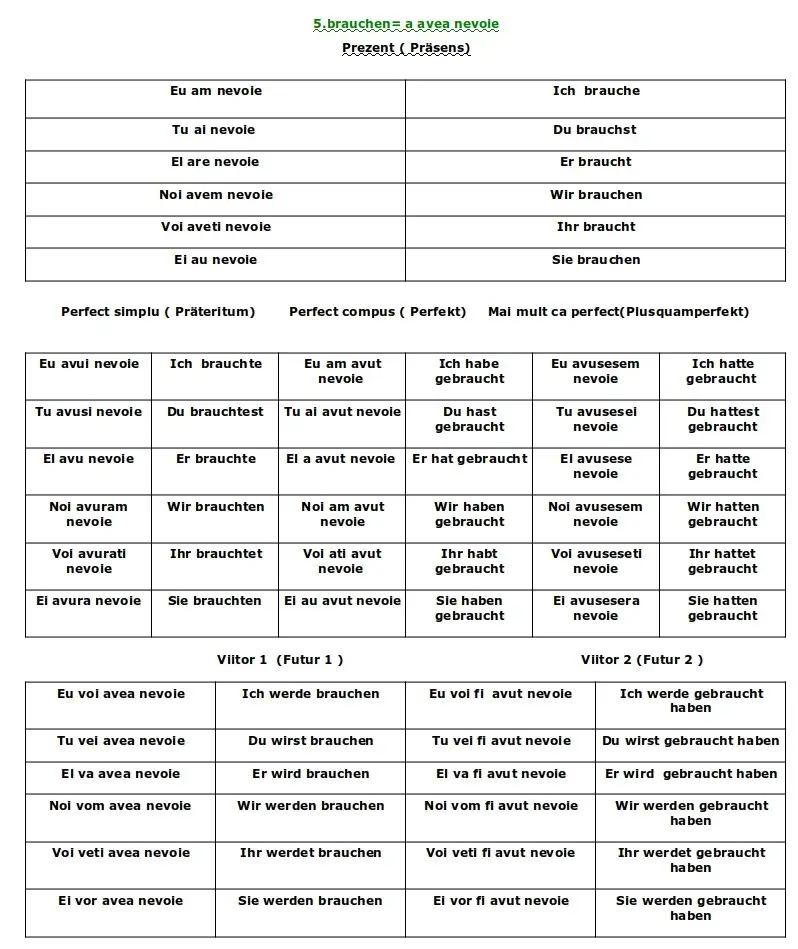 5.brauchen= a avea nevoie
Prezent ( Präsens)
Eu am nevoie Ich brauche
Tu ai nevoie Du brauchst
El are nevoie Er braucht
Noi avem nevoie Wir brauchen
Voi aveti nevoie Ihr braucht
Ei au nevoie Sie brauchen
Perfect simplu ( Präteritum) Perfect compus ( Perfekt) Mai mult ca perfect(Plusquamperfekt)
Eu avui nevoie Ich brauchte Eu am avut Ich habe Eu avusesem Ich hatte
nevoie gebraucht nevoie gebraucht
Tu avusi nevoie Du brauchtest Tu ai avut nevoie Du hast Tu avusesei Du hattest
gebraucht nevoie gebraucht
El avu nevoie Er brauchte El a avut nevoie Er hat gebraucht El avusese Er hatte
nevoie gebraucht
Noi avuram Wir brauchten Noi am avut Wir haben Noi avusesem Wir hatten
nevoie nevoie gebraucht nevoie gebraucht
Voi avurati Ihr brauchtet Voi ati avut Ihr habt Voi avuseseti Ihr hattet
nevoie nevoie gebraucht nevoie gebraucht
Ei avura nevoie Sie brauchten Ei au avut nevoie Sie haben Ei avusesera Sie hatten
gebraucht nevoie gebraucht
Viitor 1 (Futur 1 ) Viitor 2 (Futur 2 )
Eu voi avea nevoie Ich werde brauchen Eu voi fi avut nevoie Ich werde gebraucht
haben
Tu vei avea nevoie Du wirst brauchen Tu vei fi avut nevoie Du wirst gebraucht haben
El va avea nevoie Er wird brauchen El va fi avut nevoie Er wird gebraucht haben
Noi vom avea nevoie Wir werden brauchen Noi vom fi avut nevoie Wir werden gebraucht
haben
Voi veti avea nevoie Ihr werdet brauchen Voi veti fi avut nevoie Ihr werdet gebraucht
haben
Ei vor avea nevoie Sie werden brauchen Ei vor fi avut nevoie Sie werden gebraucht
haben